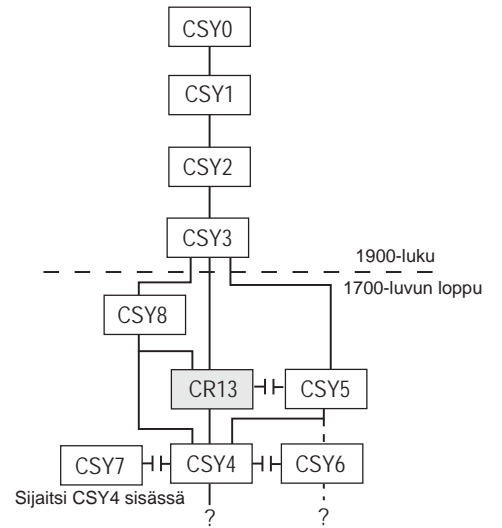 CSY0
CSY1
CSY2
CSY3
1900-luku
1700-luvun loppu
CSY8
CR13
CSY5
CSY7
CSY4
CSY6
Sijaitsi CSY4 sisässä
?
?